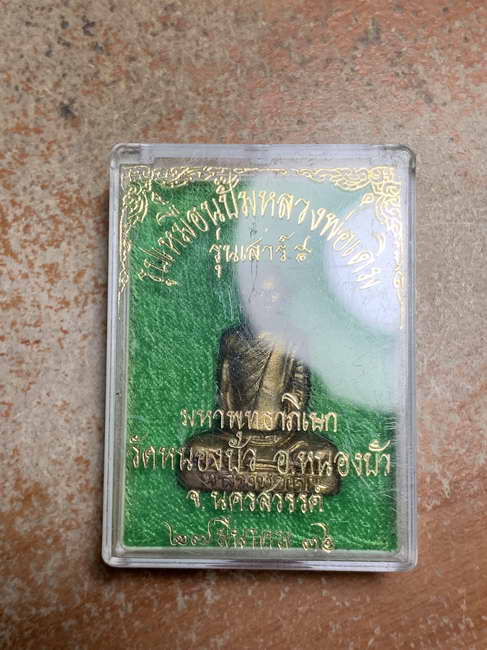 รูปเหมือนปั๊มหลวงพ่อเดิม
รุ่นเสาร์ ๕
มหาพุทธาภิเษก
วัดหนองบัว อ.หนองบัว
จ.นครสวรรค์
๒๗ มีนาคม ๓๖